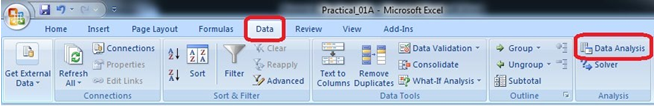 Practical_01A - Microsoft Excel
Home Insert Page Layout Formulas Data Review View Add-Ins
Get External Data
Refresh All
Connections
Properties
Edit Links
Connections
Sort
Filter
Clear
Reapply
Advanced
Sort & Filter
Text to Columns
Remove Duplicates
Data Validation
Consolidate
What-If Analysis
Data Tools
Group
Ungroup
Subtotal
Outline
Data Analysis
Solver
Analysis